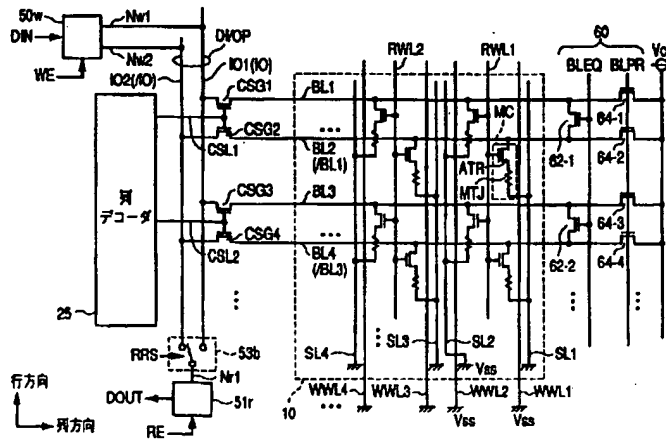 50w
Nw1
DIN
Nw2
DI/OP
WE
IO2(/IO)
IO1(IO)
RWL2
RWL1
60
BLEQ
BLPR
CSG1
BL1
MC
64-1
CSG2
BL2
(/BL1)
CSL1
ATR
62-1
64-2
MTJ
列
デコーダ
CSG3
BL3
64-3
CSG4
BL4
(/BL3)
CSL2
62-2
64-4
25
RRS
53b
SL4
SL3
SL2
SL1
Vss
Nr1
DOUT
51r
RE
10
WWL4
WWL3
WWL2
WWL1
Vss
Vss
行方向
列方向